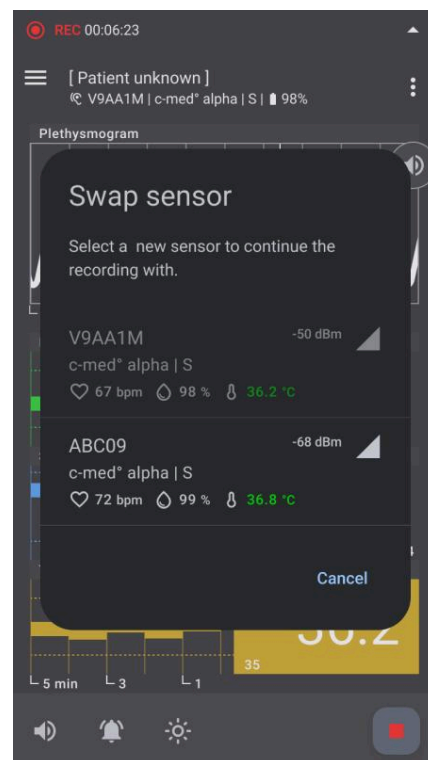 REC 00:06:23
[ Patient unknown ]
V9AA1M | c-med° alpha | S | 98%
Plethysmogram
Swap sensor
Select a new sensor to continue the
recording with.
V9AA1M
-50 dBm
c-med° alpha | S
67 bpm 98 % 36.2 °C
ABC09
-68 dBm
c-med° alpha | S
72 bpm 99 % 36.8 °C
Cancel
36.2
35
5 min 3 1